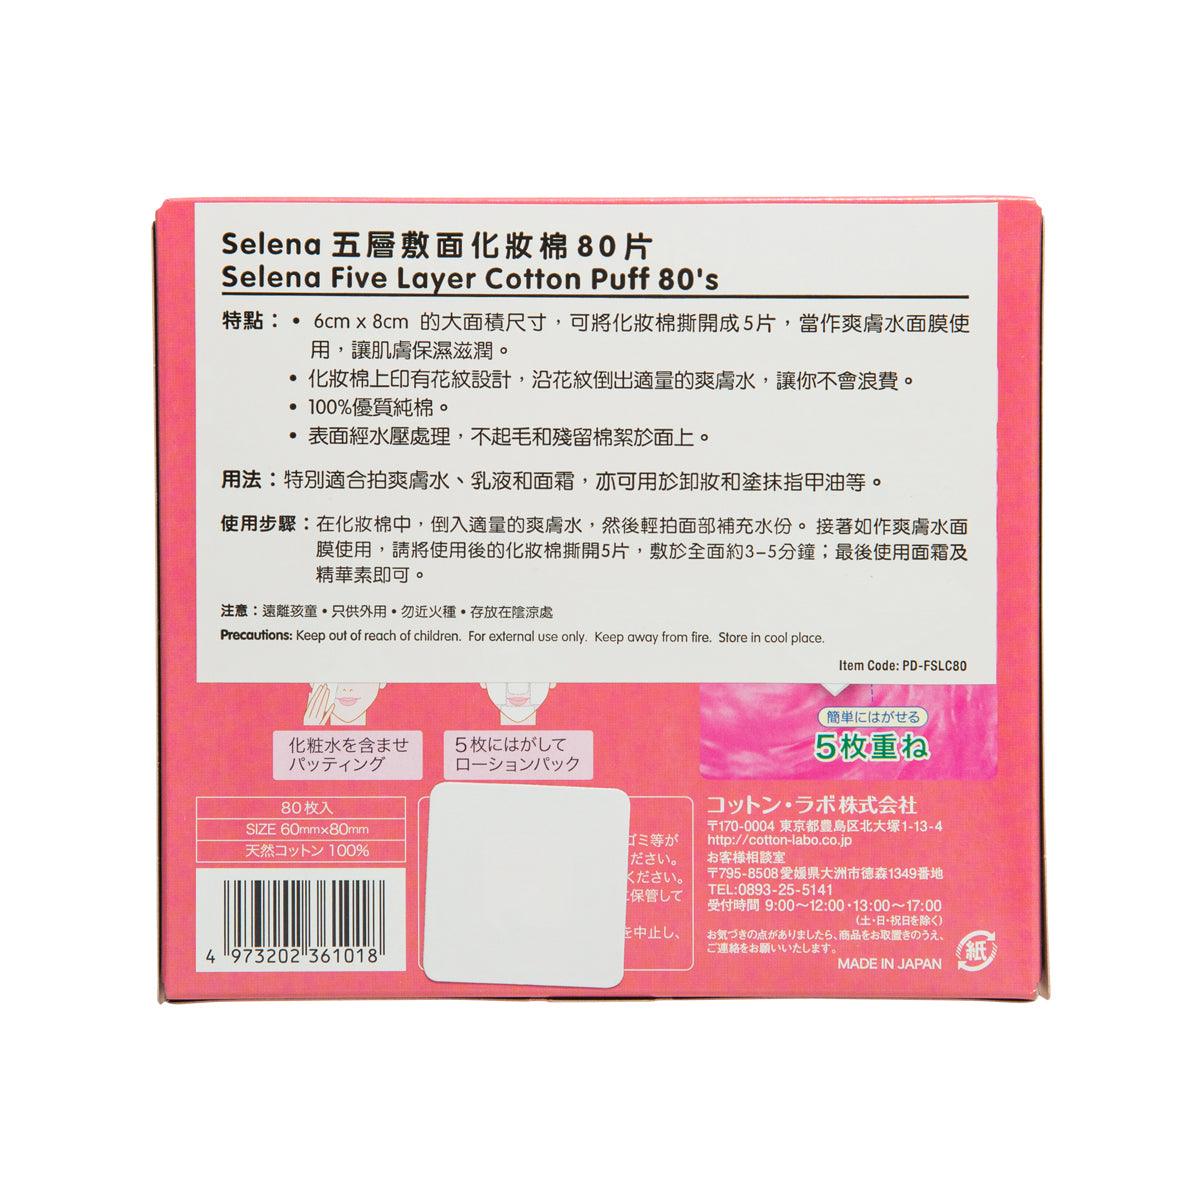 Selena 五層敷面化妝棉80片
Selena Five Layer Cotton Puff 80's
特點：• 6cm x 8cm 的大面積尺寸，可將化妝棉撕開成5片，當作爽膚水面膜使
用，讓肌膚保濕滋潤。
• 化妝棉上印有花紋設計，沿花紋倒出適量的爽膚水，讓你不會浪費。
• 100%優質純棉。
• 表面經水壓處理，不起毛和殘留棉絮於面上。
用法：特別適合拍爽膚水、乳液和面霜，亦可用於卸妝和塗抹指甲油等。
使用步驟：在化妝棉中，倒入適量的爽膚水，然後輕拍面部補充水份。接著如作爽膚水面
膜使用，請將使用後的化妝棉撕開5片，敷於全面約3-5分鐘；最後使用面霜及
精華素即可。
注意：遠離孩童•只供外用•勿近火種•存放在陰涼處
Precautions: Keep out of reach of children. For external use only. Keep away from fire. Store in cool place.
Item Code: PD-FSLC80
化粧水を含ませ
パッティング
5枚にはがして
ローションパック
簡単にはがせる
5枚重ね
80枚入
SIZE 60mm×80mm
天然コットン 100%
4 973202 361018
ゴミ等が
ださい。
ください。
に保管して
を中止し、
コットン・ラボ株式会社
〒170-0004 東京都豊島区北大塚1-13-4
http://cotton-labo.co.jp
お客様相談室
〒795-8508 愛媛県大洲市徳森1349番地
TEL:0893-25-5141
受付時間 9:00～12:00・13:00～17:00
(土・日・祝日を除く)
お気づきの点がありましたら、商品をお取置きのうえ、
ご連絡をお願いいたします。
MADE IN JAPAN
紙